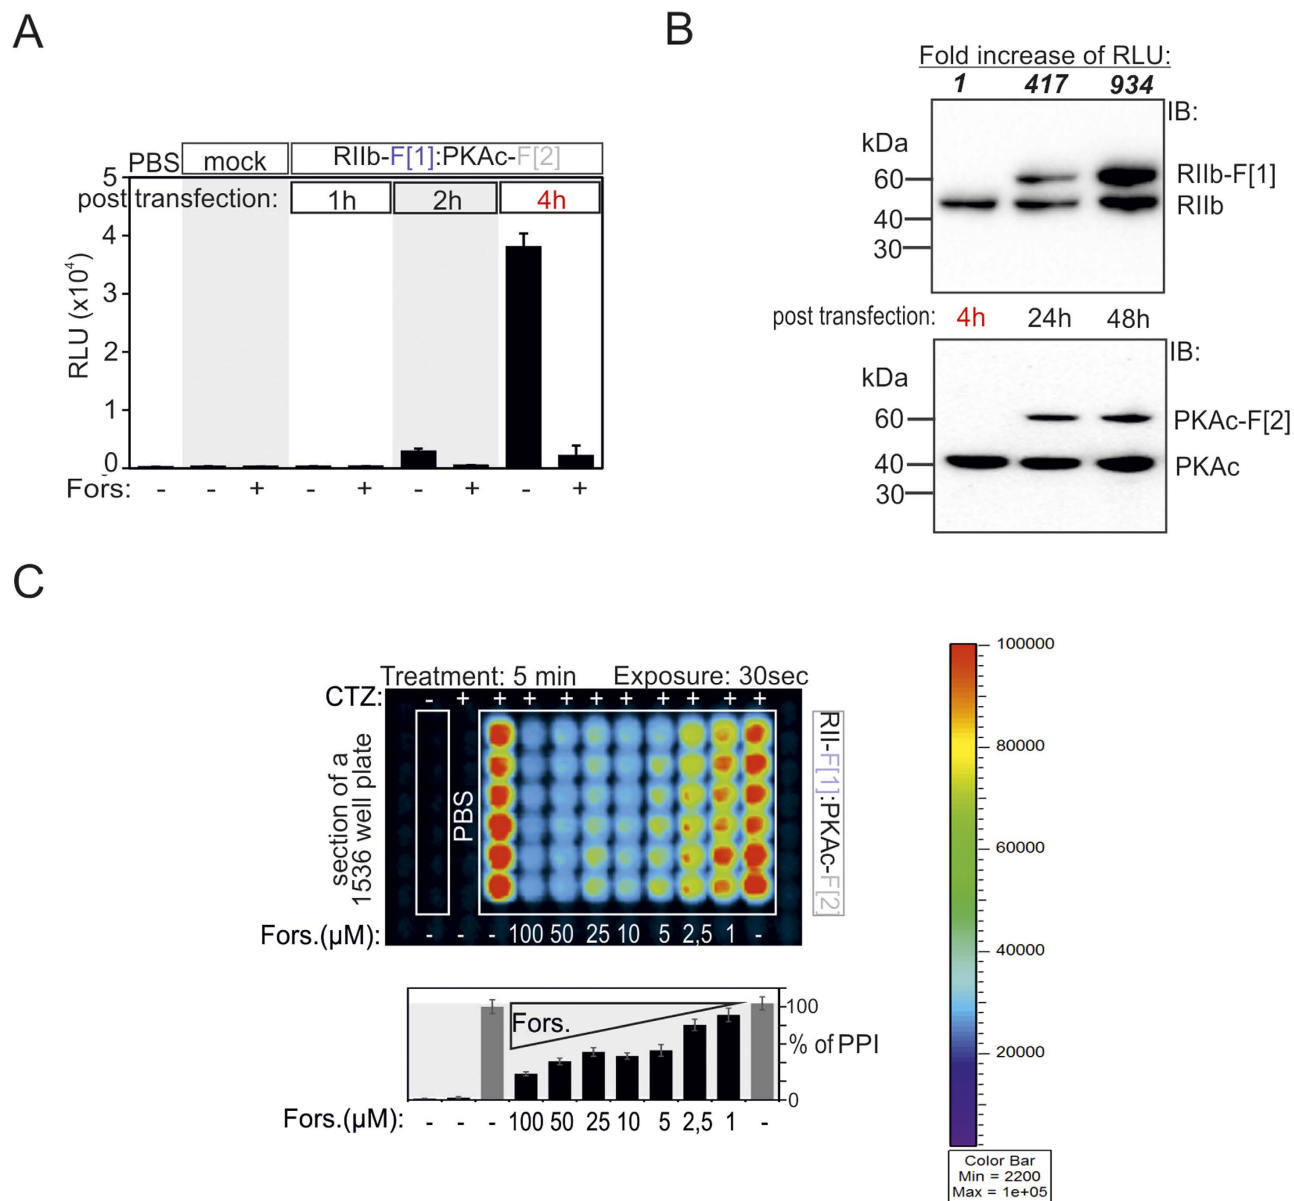 A
PBS mock RIIb-F[1]:PKAc-F[2]
post transfection: 1h 2h 4h
RLU (x10⁴)
5
4
3
2
1
0
Fors: - - + - + - + - +
B
Fold increase of RLU:
1 417 934
IB:
kDa
60
40
30
RIIb-F[1]
RIIb
post transfection: 4h 24h 48h
IB:
kDa
60
40
30
PKAc-F[2]
PKAc
C
Treatment: 5 min Exposure: 30sec
CTZ: - + + + + + + + + + +
section of a
1536 well plate
PBS
RII-F[1]:PKAc-F[2]
Fors.(µM): - - - 100 50 25 10 5 2,5 1 -
Fors.
100
% of PPI
0
Fors.(µM): - - - 100 50 25 10 5 2,5 1 -
100000
80000
60000
40000
20000
Color Bar
Min = 2200
Max = 1e+05